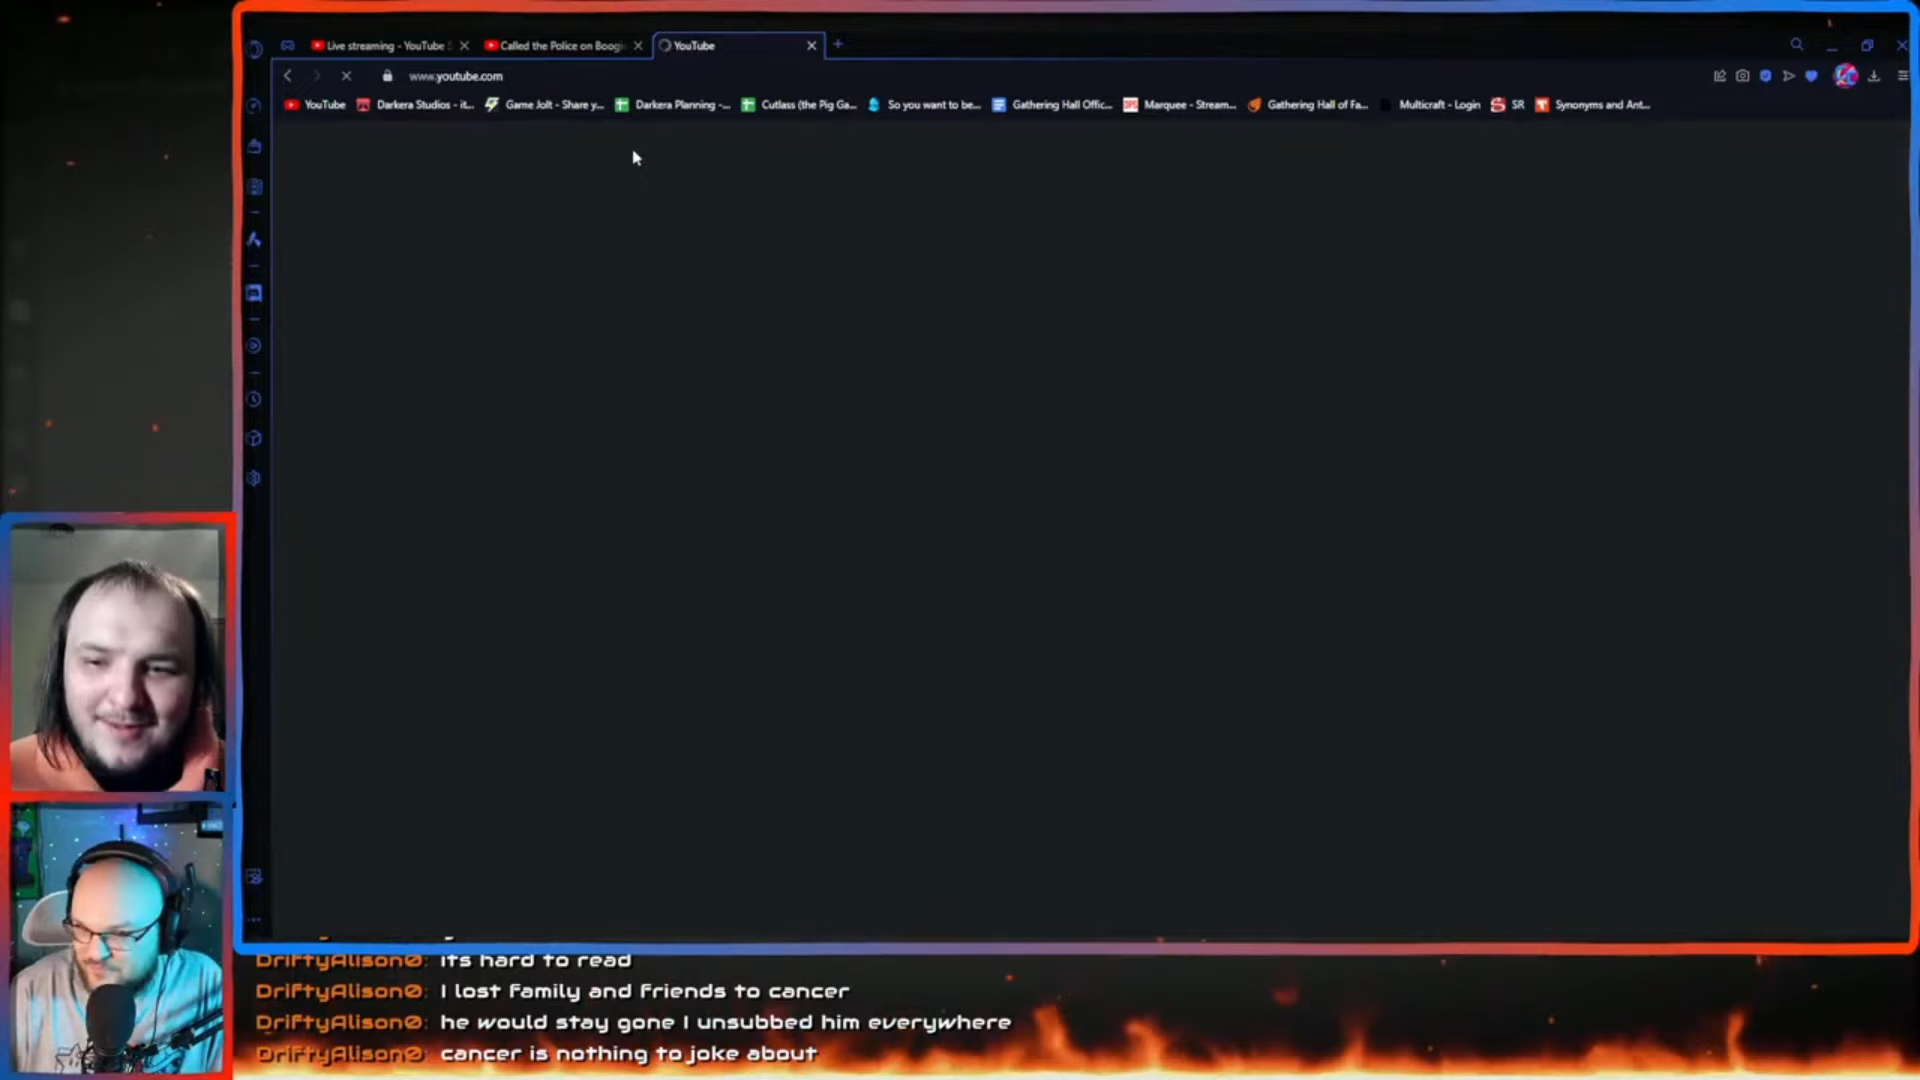 Live streaming - YouTube
Called the Police on Boogi
YouTube
www.youtube.com
YouTube
Darkera Studios - it...
Game Jolt - Share y...
Darkera Planning -...
Cutlass (the Pig Ga...
So you want to be...
Gathering Hall Offic...
Marquee - Stream...
Gathering Hall of Fa...
Multicraft - Login
SR
Synonyms and Ant...
DriftyAlison0: its hard to read
DriftyAlison0: I lost family and friends to cancer
DriftyAlison0: he would stay gone I unsubbed him everywhere
DriftyAlison0: cancer is nothing to joke about